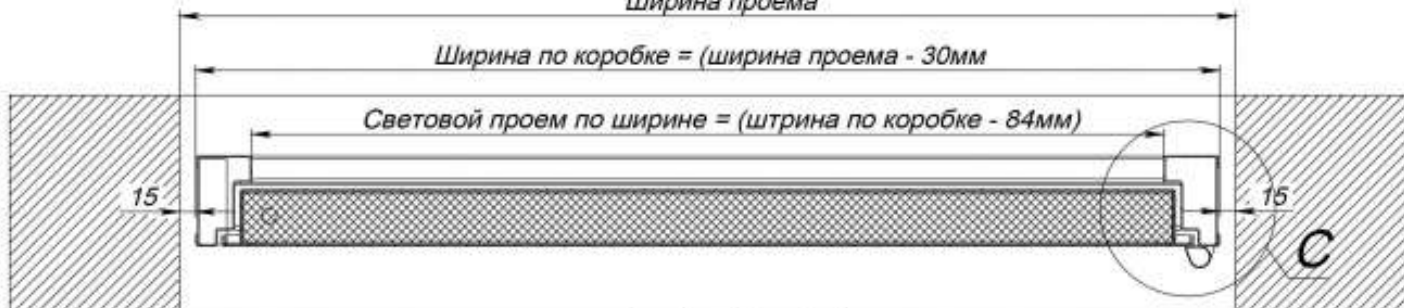 Ширина проема
Ширина по коробке = (ширина проема - 30мм
Световой проем по ширине = (штрина по коробке - 84мм)
15
15
C